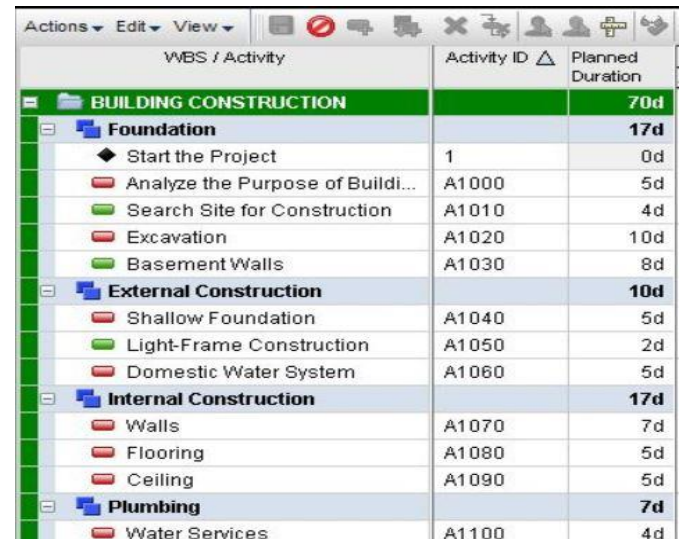 Actions Edit View
WBS / Activity Activity ID Planned Duration
BUILDING CONSTRUCTION 70d
Foundation 17d
Start the Project 1 0d
Analyze the Purpose of Buildi... A1000 5d
Search Site for Construction A1010 4d
Excavation A1020 10d
Basement Walls A1030 8d
External Construction 10d
Shallow Foundation A1040 5d
Light-Frame Construction A1050 2d
Domestic Water System A1060 5d
Internal Construction 17d
Walls A1070 7d
Flooring A1080 5d
Ceiling A1090 5d
Plumbing 7d
Water Services A1100 4d